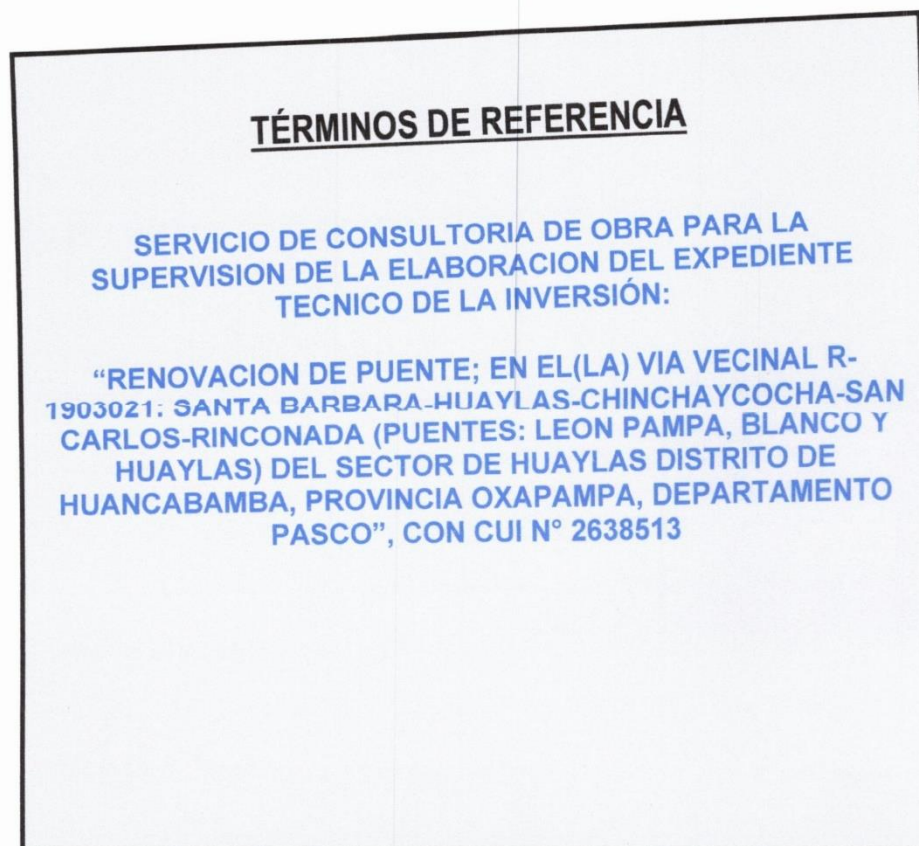 TÉRMINOS DE REFERENCIA
SERVICIO DE CONSULTORIA DE OBRA PARA LA
SUPERVISION DE LA ELABORACION DEL EXPEDIENTE
TECNICO DE LA INVERSIÓN:
“RENOVACION DE PUENTE; EN EL(LA) VIA VECINAL R-
1903021: SANTA BARBARA-HUAYLAS-CHINCHAYCOCHA-SAN
CARLOS-RINCONADA (PUENTES: LEON PAMPA, BLANCO Y
HUAYLAS) DEL SECTOR DE HUAYLAS DISTRITO DE
HUANCABAMBA, PROVINCIA OXAPAMPA, DEPARTAMENTO
PASCO”, CON CUI N° 2638513